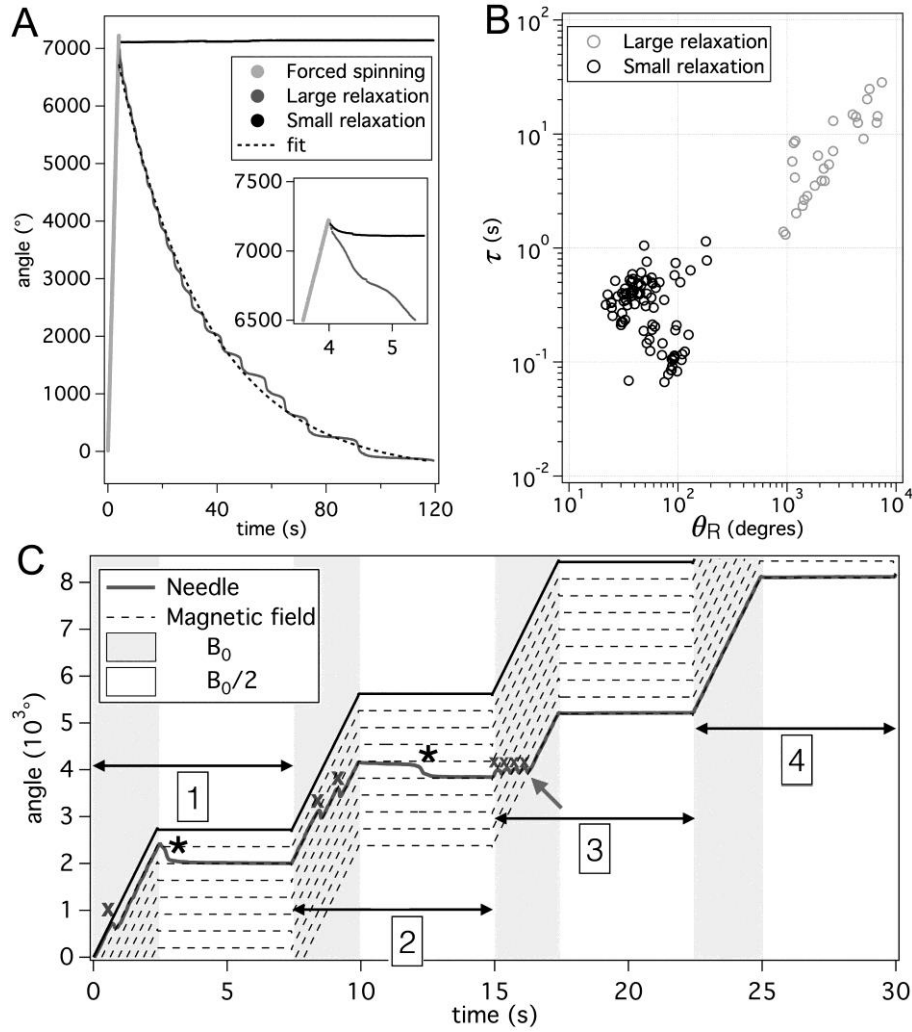 A
7000
6000
5000
4000
3000
2000
1000
0
angle (°)
Forced spinning
Large relaxation
Small relaxation
fit
7500
7000
6500
4
5
0
40
80
120
time (s)
B
10²
10¹
10⁰
10⁻¹
10⁻²
τ (s)
Large relaxation
Small relaxation
10¹
10²
10³
10⁴
θR (degres)
C
8
7
6
5
4
3
2
1
0
angle (10³°)
Needle
Magnetic field
B₀
B₀/2
x
*
1
x
x
*
2
xxxx
3
4
0
5
10
15
20
25
30
time (s)